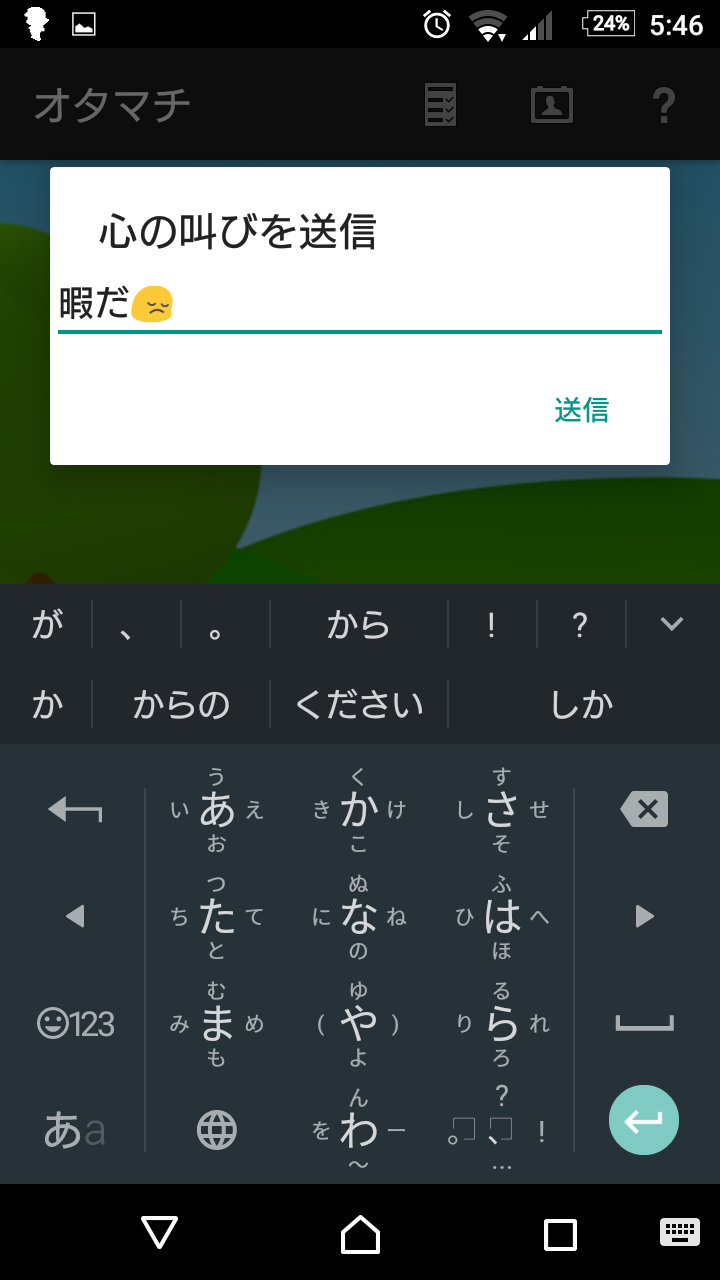 24% 5:46
オタマチ ?
心の叫びを送信
暇だ😔
送信
が 、 。 から ! ?
か からの ください しか
う く す
い あ え き か け し さ せ
お こ そ
つ ぬ ふ
ち た て に な ね ひ は へ
と の ほ
む ゆ る
み ま め ( や ) り ら れ
も よ ろ
123
ん ?
あa を わ ー 。 、 !
〜 …